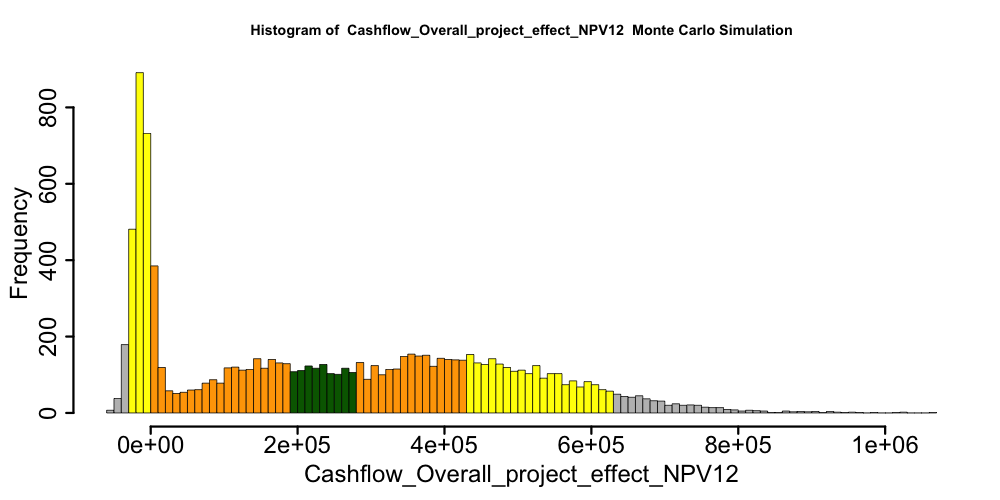 Histogram of  Cashflow_Overall_project_effect_NPV12  Monte Carlo Simulation
Frequency
800
600
400
200
0
0e+00 2e+05 4e+05 6e+05 8e+05 1e+06
Cashflow_Overall_project_effect_NPV12